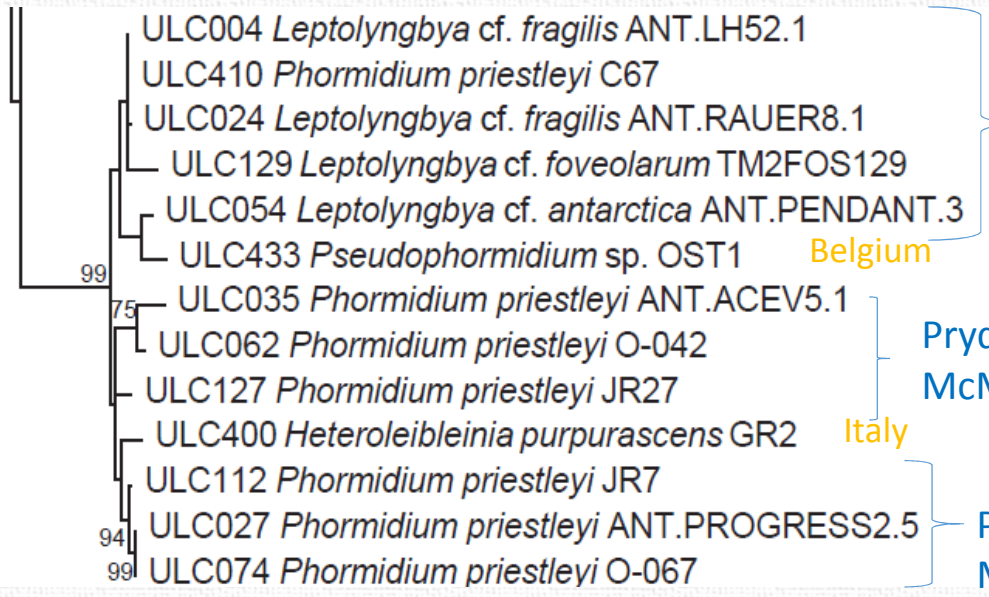 ULC004 Leptolyngbya cf. fragilis ANT.LH52.1
ULC410 Phormidium priestleyi C67
ULC024 Leptolyngbya cf. fragilis ANT.RAUER8.1
ULC129 Leptolyngbya cf. foveolarum TM2FOS129
ULC054 Leptolyngbya cf. antarctica ANT.PENDANT.3
ULC433 Pseudophormidium sp. OST1 Belgium
99
ULC035 Phormidium priestleyi ANT.ACEV5.1
75
ULC062 Phormidium priestleyi O-042
Pryd
ULC127 Phormidium priestleyi JR27
McM
ULC400 Heteroleibleinia purpurascens GR2 Italy
ULC112 Phormidium priestleyi JR7
ULC027 Phormidium priestleyi ANT.PROGRESS2.5
94
ULC074 Phormidium priestleyi O-067
99